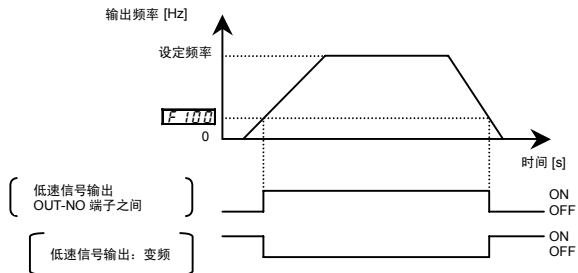 输出频率 [Hz]
设定频率
F 100
0
时间 [s]
低速信号输出
OUT-NO 端子之间
ON
OFF
低速信号输出：变频
ON
OFF